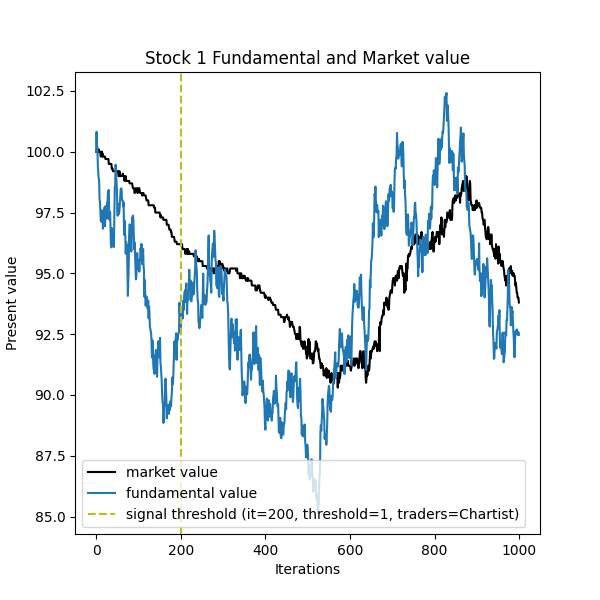 Stock 1 Fundamental and Market value
102.5
100.0
97.5
95.0
92.5
90.0
87.5
85.0
Present value
market value
fundamental value
signal threshold (it=200, threshold=1, traders=Chartist)
0 200 400 600 800 1000
Iterations